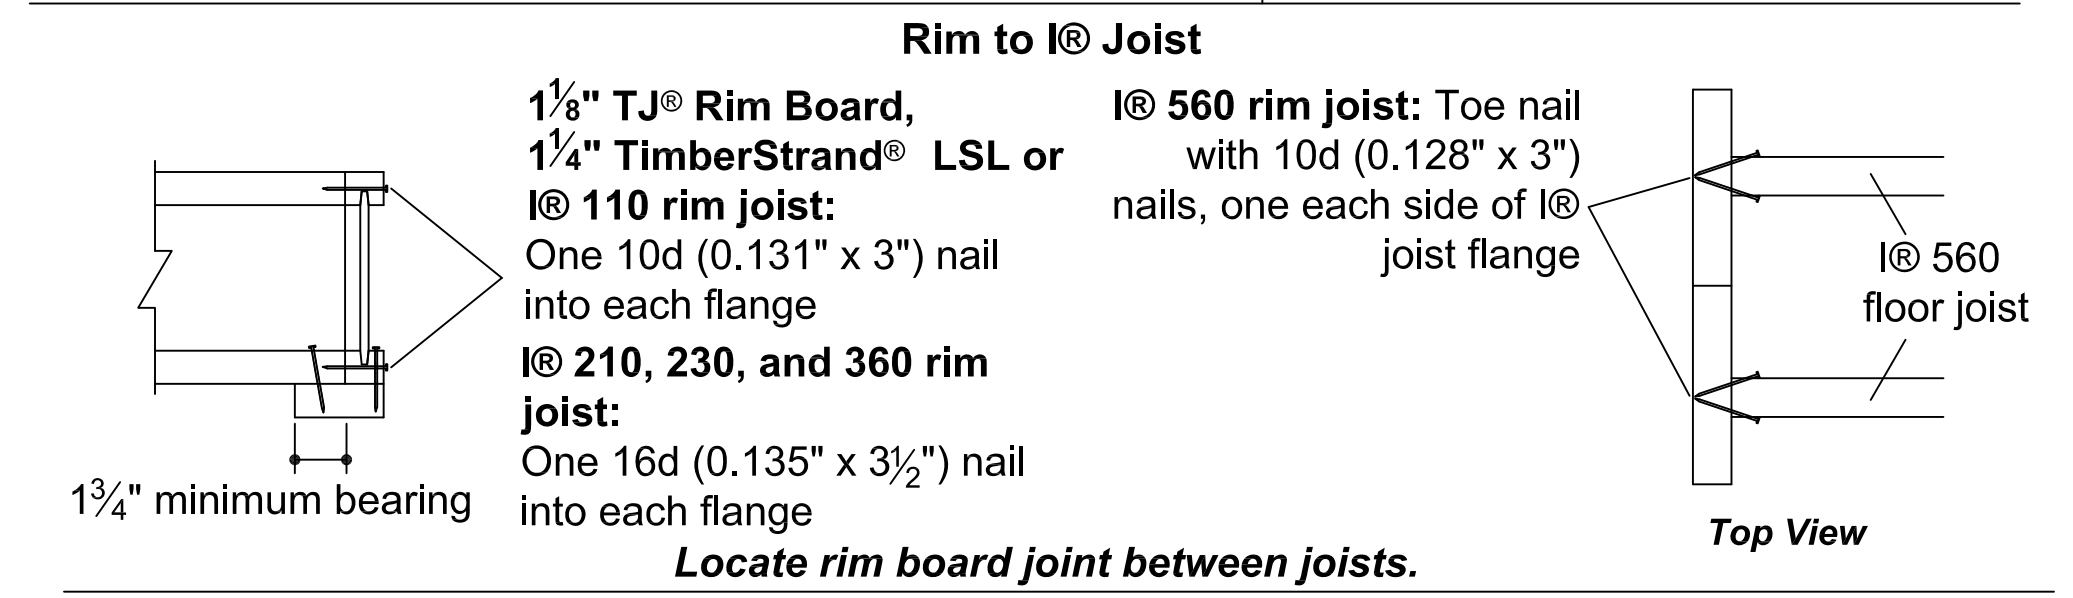 Rim to I® Joist
1⅛" TJ® Rim Board,
1¼" TimberStrand® LSL or
I® 110 rim joist:
One 10d (0.131" x 3") nail
into each flange
I® 210, 230, and 360 rim
joist:
One 16d (0.135" x 3½") nail
into each flange
1¾" minimum bearing
I® 560 rim joist: Toe nail
with 10d (0.128" x 3")
nails, one each side of I®
joist flange
I® 560
floor joist
Top View
Locate rim board joint between joists.